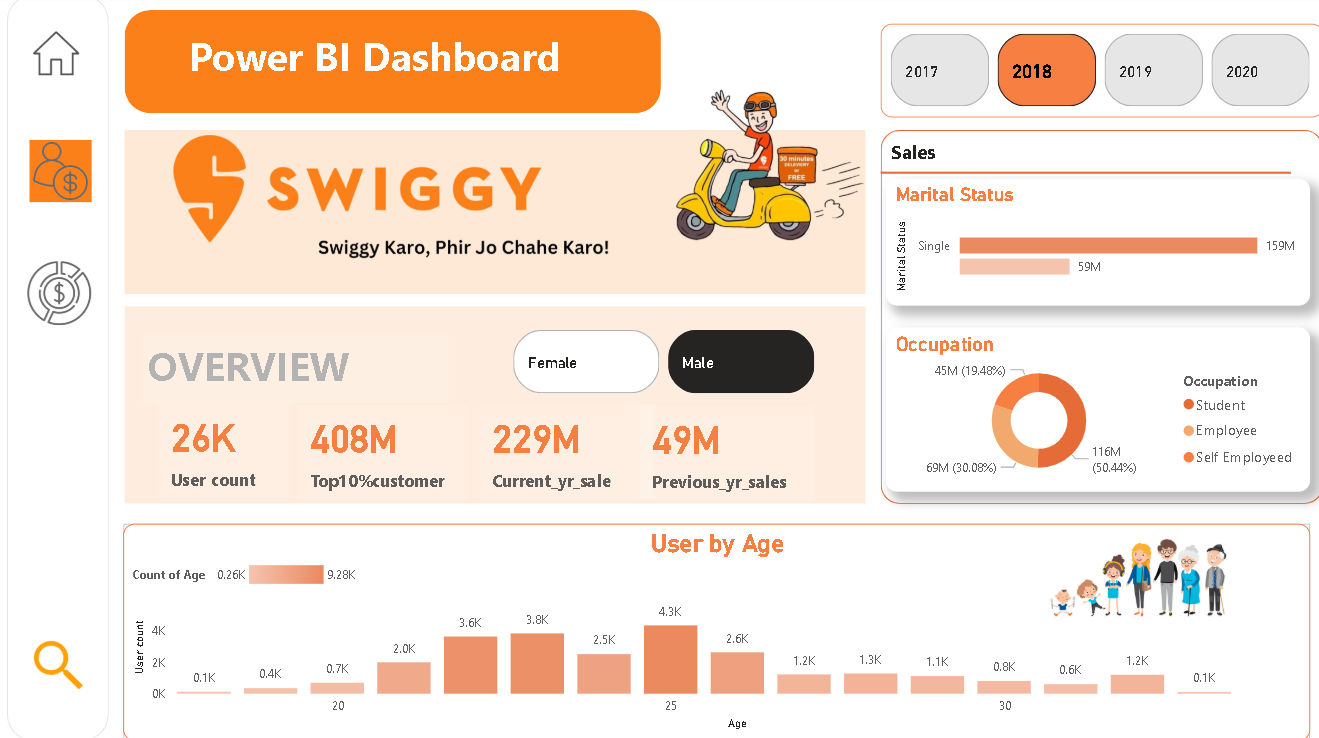 Power BI Dashboard
2017
2018
2019
2020
SWIGGY
Swiggy Karo, Phir Jo Chahe Karo!
30 minutes
DELIVERY
or
FREE
Sales
Marital Status
Marital Status
Single
159M
59M
OVERVIEW
Female
Male
26K
User count
408M
Top10%customer
229M
Current_yr_sale
49M
Previous_yr_sales
Occupation
45M (19.48%)
69M (30.08%)
116M
(50.44%)
Occupation
Student
Employee
Self Employeed
User by Age
Count of Age 0.26K 9.28K
User count
4K
2K
0K
0.1K
0.4K
0.7K
2.0K
3.6K
3.8K
2.5K
4.3K
2.6K
1.2K
1.3K
1.1K
0.8K
0.6K
1.2K
0.1K
20
25
30
Age